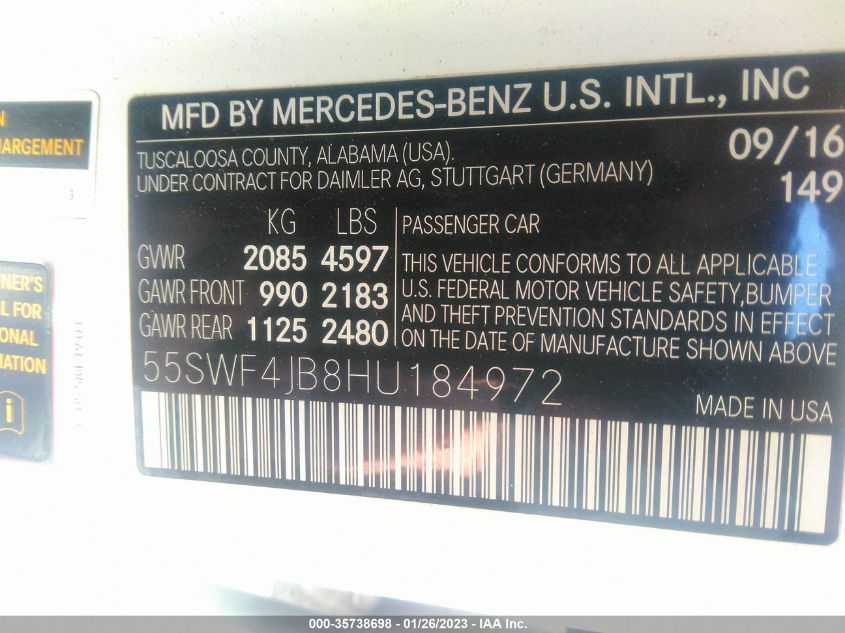 MFD BY MERCEDES-BENZ U.S. INTL., INC
TUSCALOOSA COUNTY, ALABAMA (USA). 09/16
UNDER CONTRACT FOR DAIMLER AG, STUTTGART (GERMANY) 149
KG LBS PASSENGER CAR
GVWR 2085 4597
GAWR FRONT 990 2183
GAWR REAR 1125 2480
THIS VEHICLE CONFORMS TO ALL APPLICABLE
U.S. FEDERAL MOTOR VEHICLE SAFETY,BUMPER
AND THEFT PREVENTION STANDARDS IN EFFECT
ON THE DATE OF MANUFACTURE SHOWN ABOVE
55SWF4JB8HU184972
MADE IN USA
ARGEMENT
3
NER'S
L FOR
ONAL
MATION
i
000-35738698 - 01/26/2023 - IAA Inc.